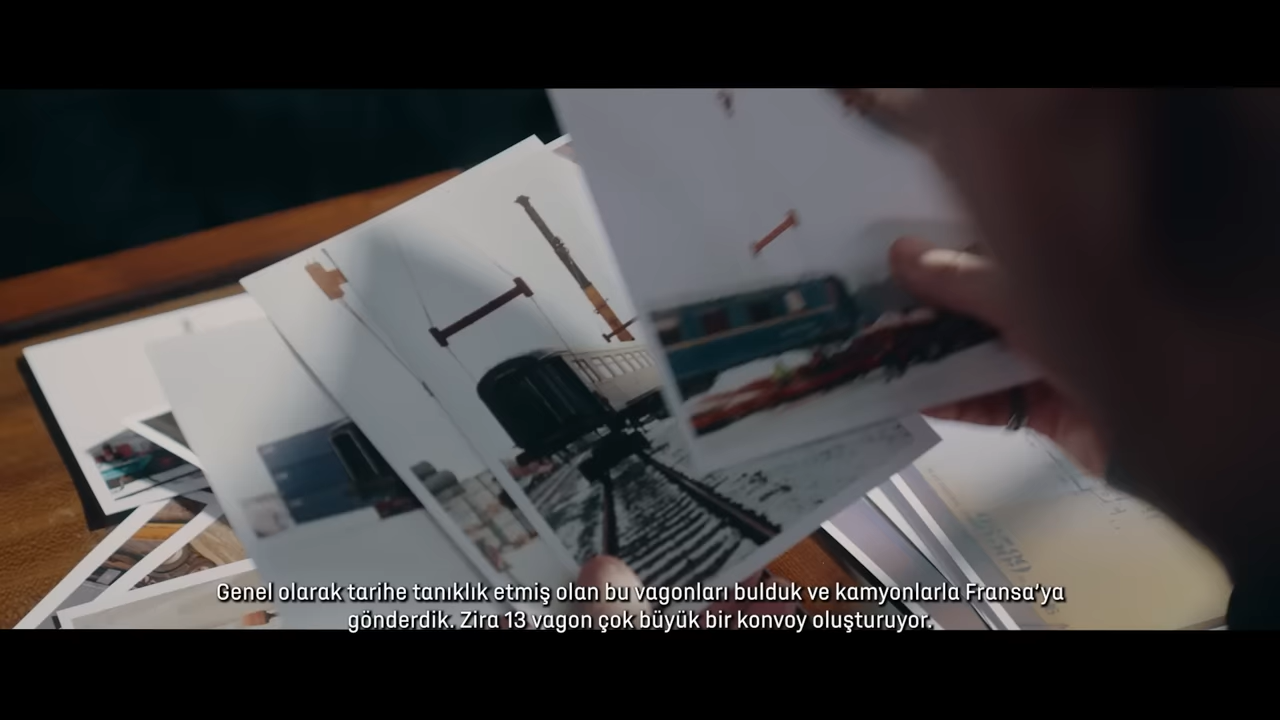 Genel olarak tarihe tanıklık etmiş olan bu vagonları bulduk ve kamyonlarla Fransa'ya
gönderdik. Zira 13 vagon çok büyük bir konvoy oluşturuyor.